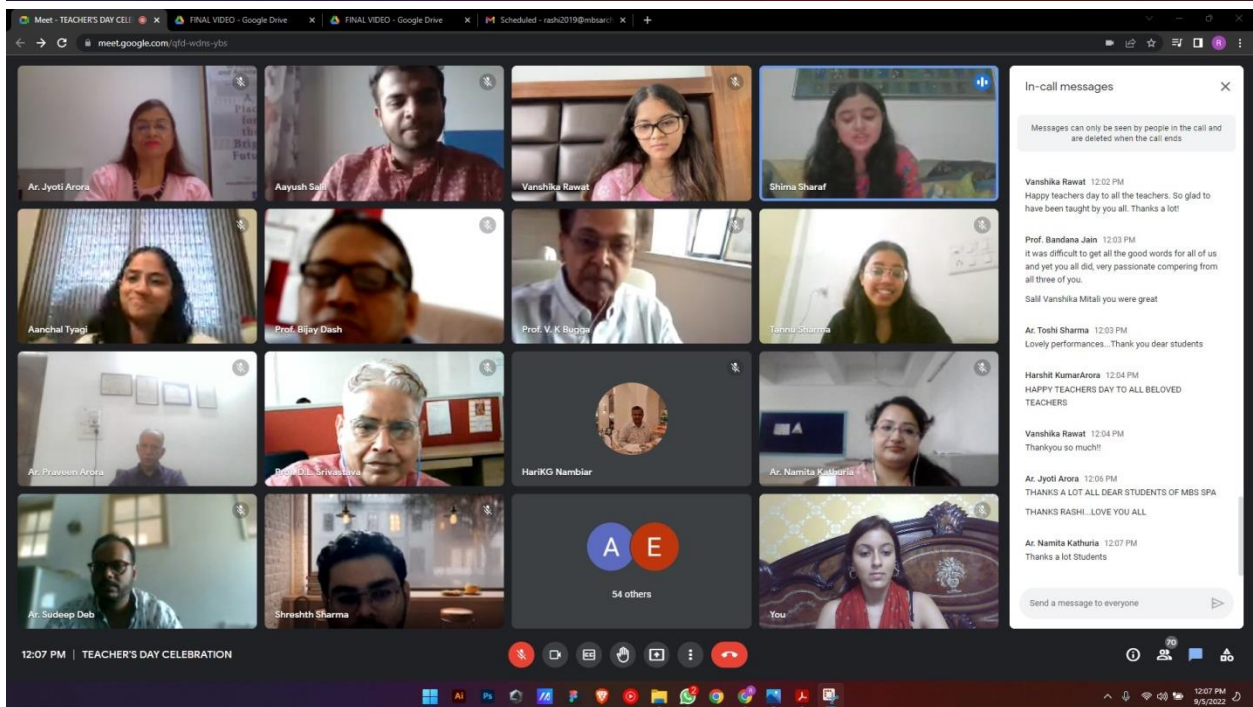 Meet - TEACHER'S DAY CELE
FINAL VIDEO - Google Drive
FINAL VIDEO - Google Drive
Scheduled - rashi2019@mbsarch
meet.google.com/qfd-wdns-ybs
R
Ar. Jyoti Arora
Aayush
Vanshika Rawat
Shima Sharaf
Aanchal Tyagi
Prof. Bijay Dash
Prof. V. K Bugga
Tannu Sharma
Ar. Praveen Arora
Prof. D.L. Srivastava
HariKG Nambiar
Ar. Namita Kathuria
Ar. Sudeep Deb
Shreshth Sharma
A E
54 others
You
In-call messages
Messages can only be seen by people in the call and
are deleted when the call ends
Vanshika Rawat 12:02 PM
Happy teachers day to all the teachers. So glad to
have been taught by you all. Thanks a lot!
Prof. Bandana Jain 12:03 PM
it was difficult to get all the good words for all of us
and yet you all did, very passionate compering from
all three of you.
Salil Vanshika Mitali you were great
Ar. Toshi Sharma 12:03 PM
Lovely performances...Thank you dear students
Harshit KumarArora 12:04 PM
HAPPY TEACHERS DAY TO ALL BELOVED
TEACHERS
Vanshika Rawat 12:04 PM
Thankyou so much!!
Ar. Jyoti Arora 12:06 PM
THANKS A LOT ALL DEAR STUDENTS OF MBS SPA
THANKS RASHI...LOVE YOU ALL
Ar. Namita Kathuria 12:07 PM
Thanks a lot Students
Send a message to everyone
12:07 PM | TEACHER'S DAY CELEBRATION
70
Ai Ps
12:07 PM
9/5/2022